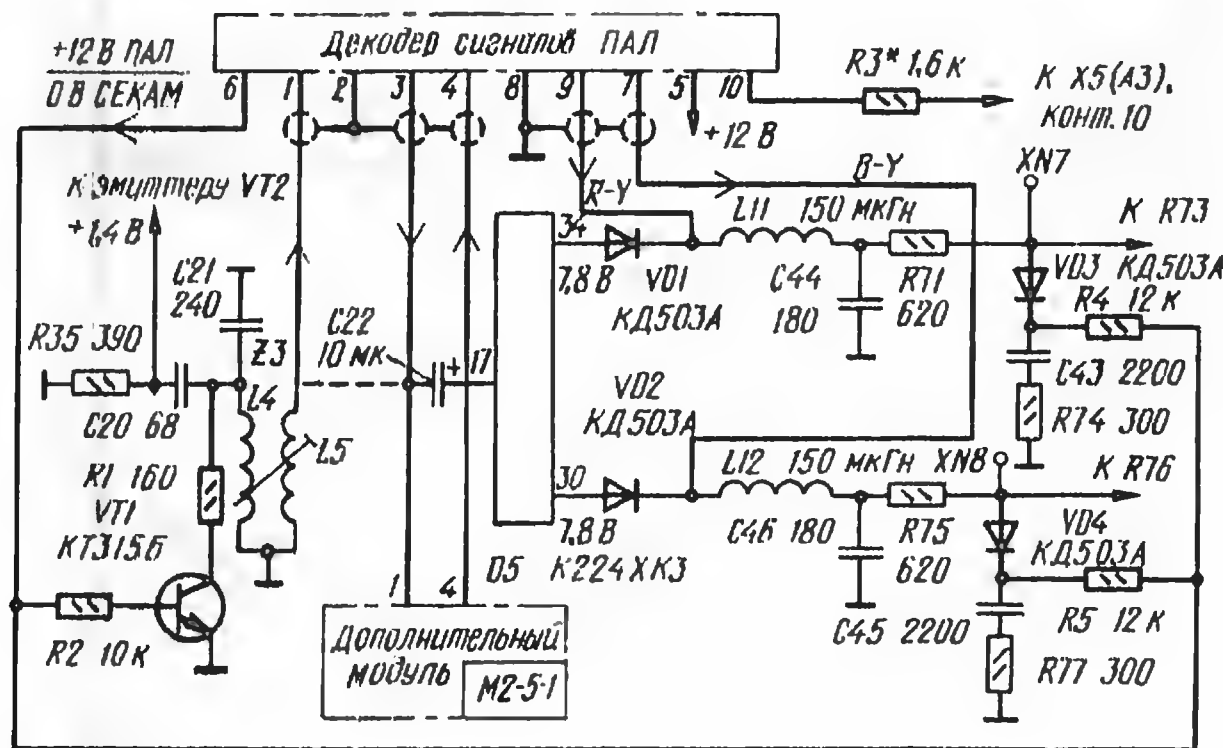 Декодер сигналов ПАЛ
+12 В ПАЛ
0 В СЕКАМ
6
1
2
3
4
8
9
7
5
10
+12 В
R3* 1,6 к
К X5(A3),
конт. 10
К эмиттеру VT2
+1,4 В
R-Y
B-Y
XN7
К R73
34
7,8 В
VD1
КД503А
L11 150 мкГн
C44
180
R71
620
VD3 КД503А
R4 12 к
C43 2200
R74 300
C21
240
R35 390
C20 68
Z3
L4
L5
C22
10 мк
+
17
R1 160
VT1
КТ315Б
R2 10 к
VD2
КД503А
30
7,8 В
D5 К224ХК3
L12 150 мкГн
XN8
К R76
C46 180
R75
620
VD4
КД503А
R5 12 к
C45 2200
R77 300
1
4
Дополнительный
модуль
М2-5-1